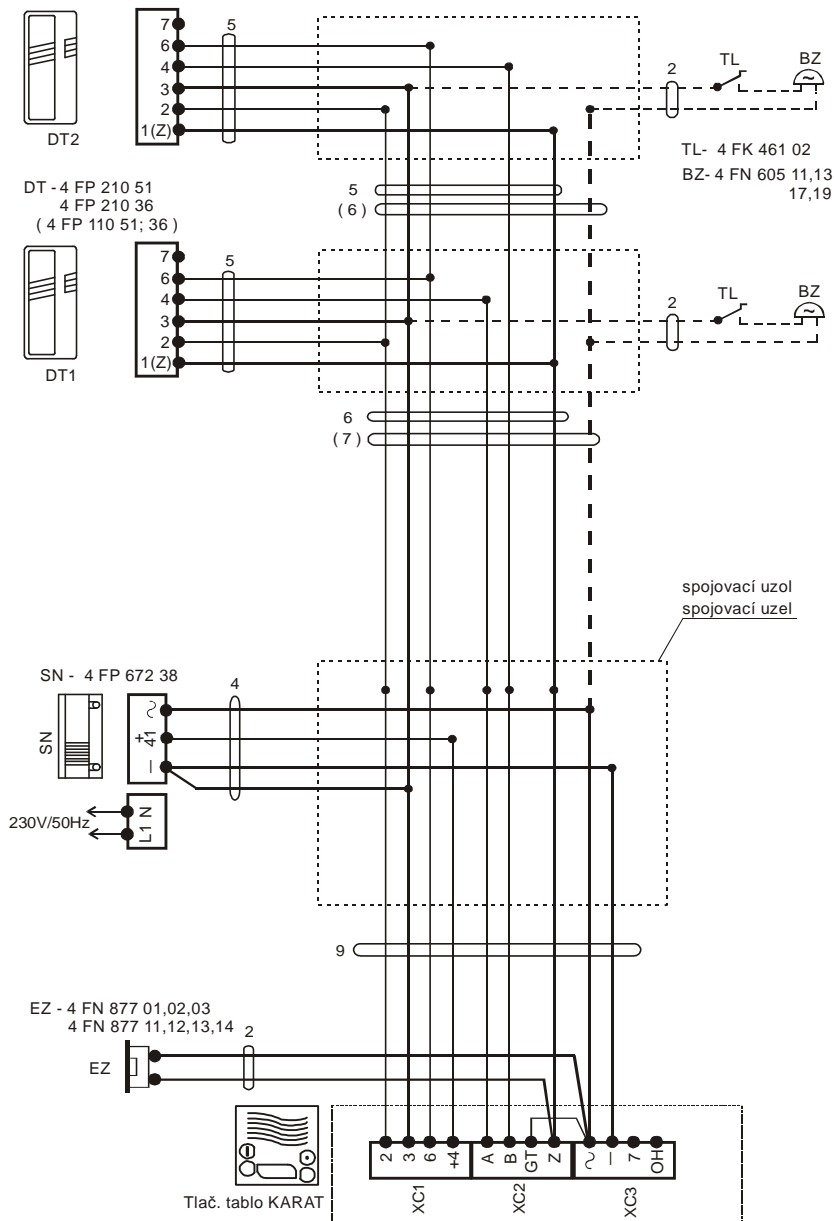 7
6
4
3
2
1(Z)
5
DT2
2
TL
BZ
TL- 4 FK 461 02
BZ- 4 FN 605 11,13
17,19
DT - 4 FP 210 51
4 FP 210 36
( 4 FP 110 51; 36 )
5
( 6 )
7
6
4
3
2
1(Z)
5
DT1
2
TL
BZ
6
( 7 )
spojovací uzol
spojovací uzel
SN - 4 FP 672 38
4
SN
~
+
41
–
230V/50Hz
L1 N
9
EZ - 4 FN 877 01,02,03
4 FN 877 11,12,13,14
2
EZ
2
3
6
+4
A
B
GT
Z
~
–
7
OH
XC1
XC2
XC3
Tlač. tablo KARAT